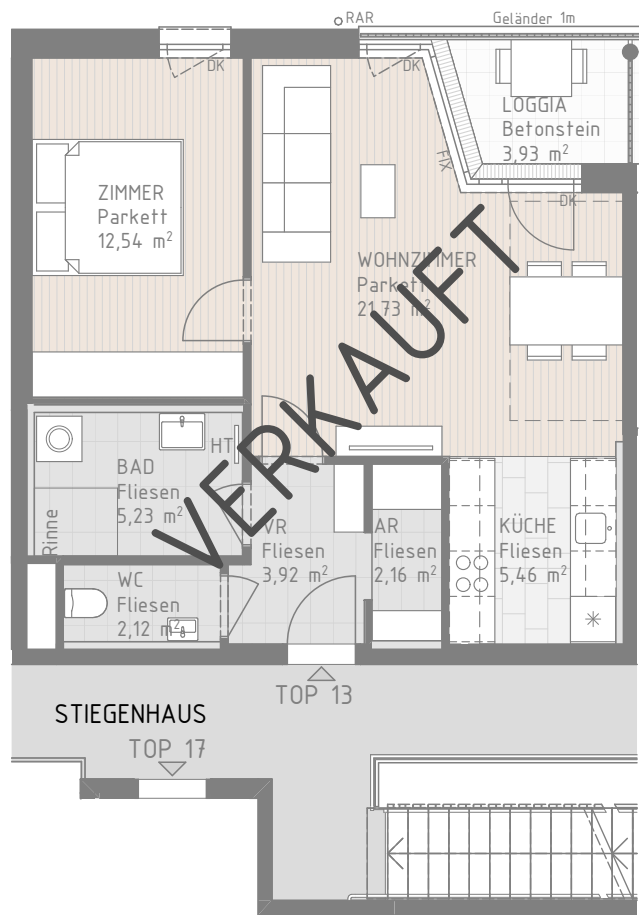 RAR
Geländer 1m
DK
DK
LOGGIA
Betonstein
3,93 m²
FIX
DK
ZIMMER
Parkett
12,54 m²
WOHNZIMMER
Parkett
21,73 m²
VERKAUFT
HT
BAD
Fliesen
5,23 m²
Rinne
VR
Fliesen
3,92 m²
AR
Fliesen
2,16 m²
KÜCHE
Fliesen
5,46 m²
WC
Fliesen
2,12 m²
TOP 13
STIEGENHAUS
TOP 17